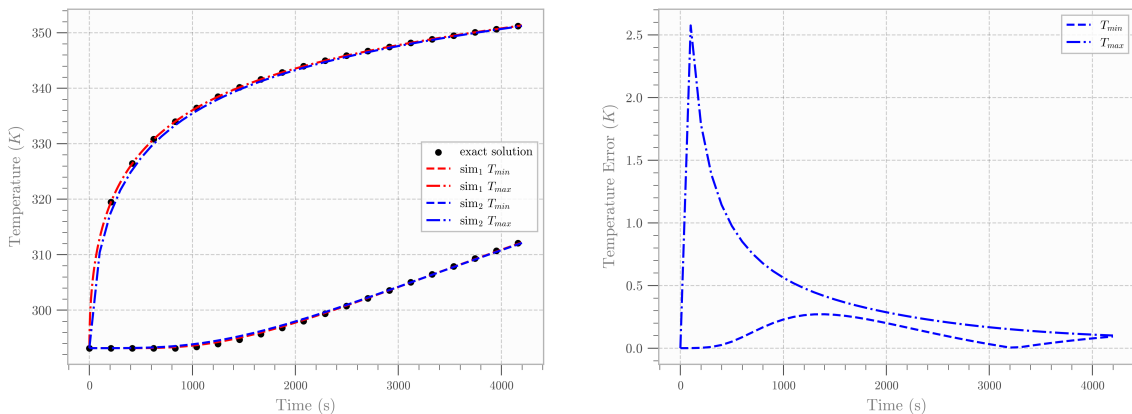 350
340
330
320
310
300
Temperature (K)
0
1000
2000
3000
4000
Time (s)
exact solution
sim₁ Tₘᵢₙ
sim₁ Tₘₐₓ
sim₂ Tₘᵢₙ
sim₂ Tₘₐₓ
2.5
2.0
1.5
1.0
0.5
0.0
Temperature Error (K)
0
1000
2000
3000
4000
Time (s)
Tₘᵢₙ
Tₘₐₓ